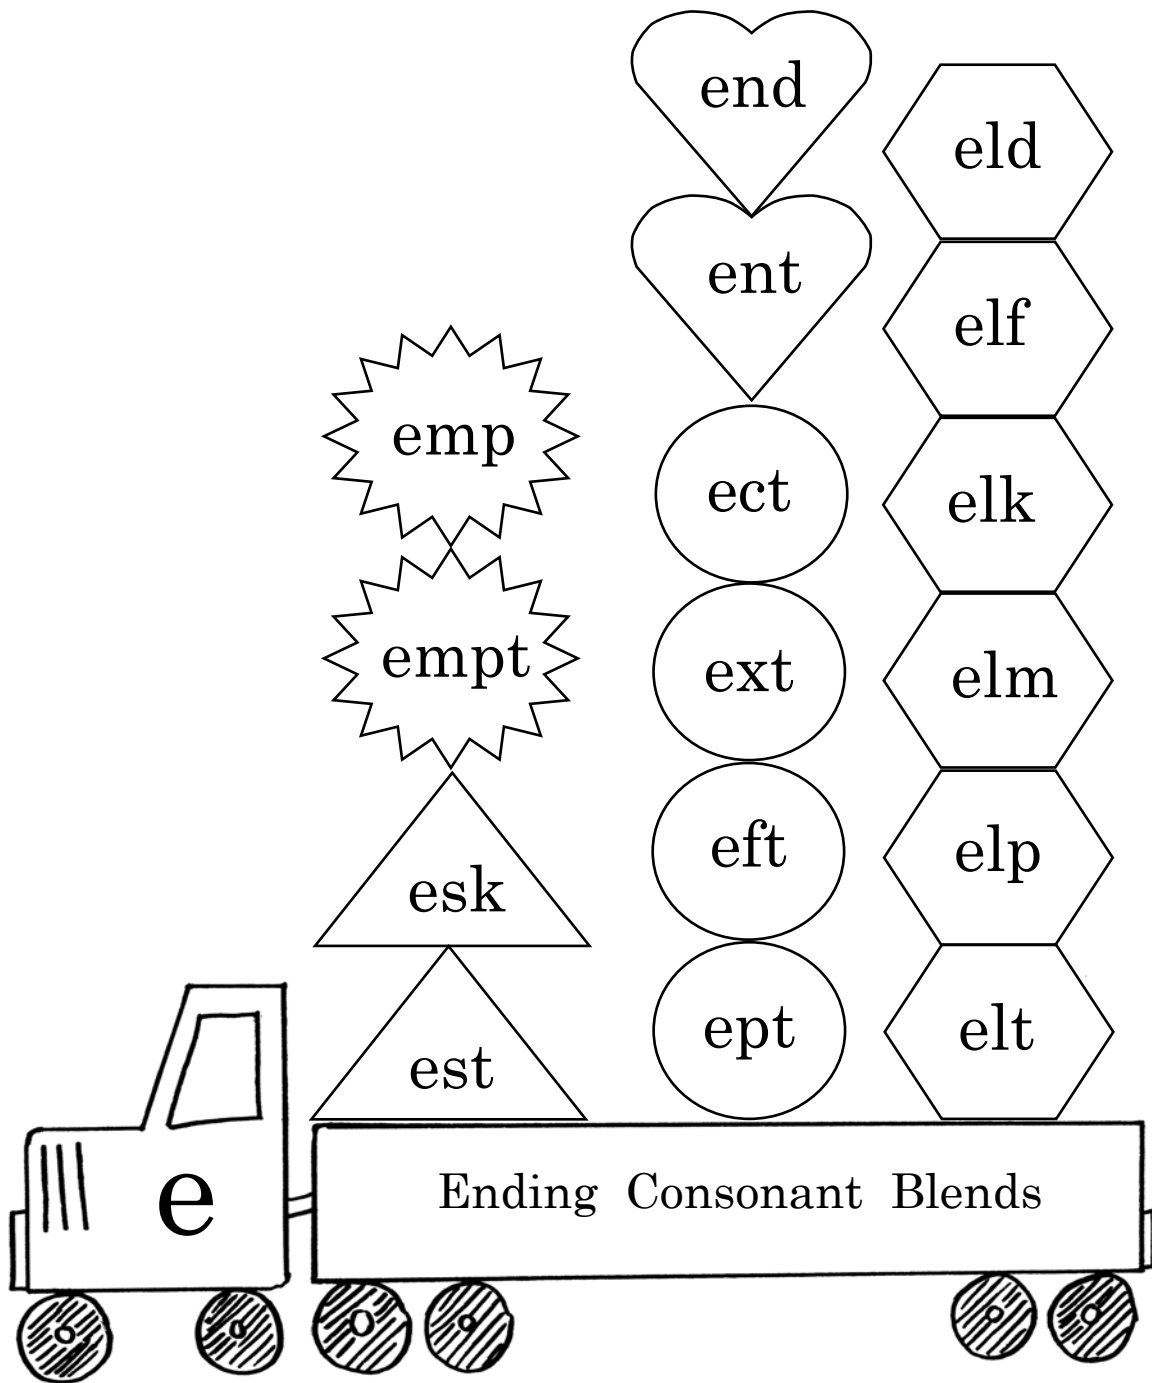 emp
empt
esk
est
end
ent
ect
ext
eft
ept
eld
elf
elk
elm
elp
elt
e
Ending Consonant Blends